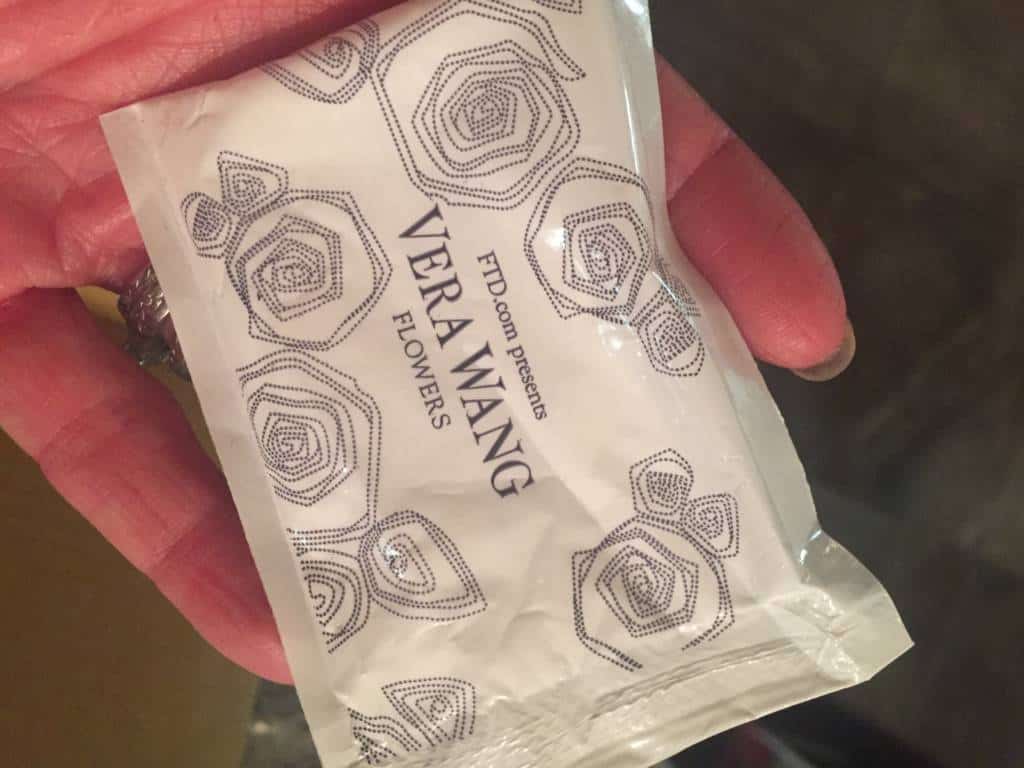 FTD.com presents
VERA WANG
FLOWERS